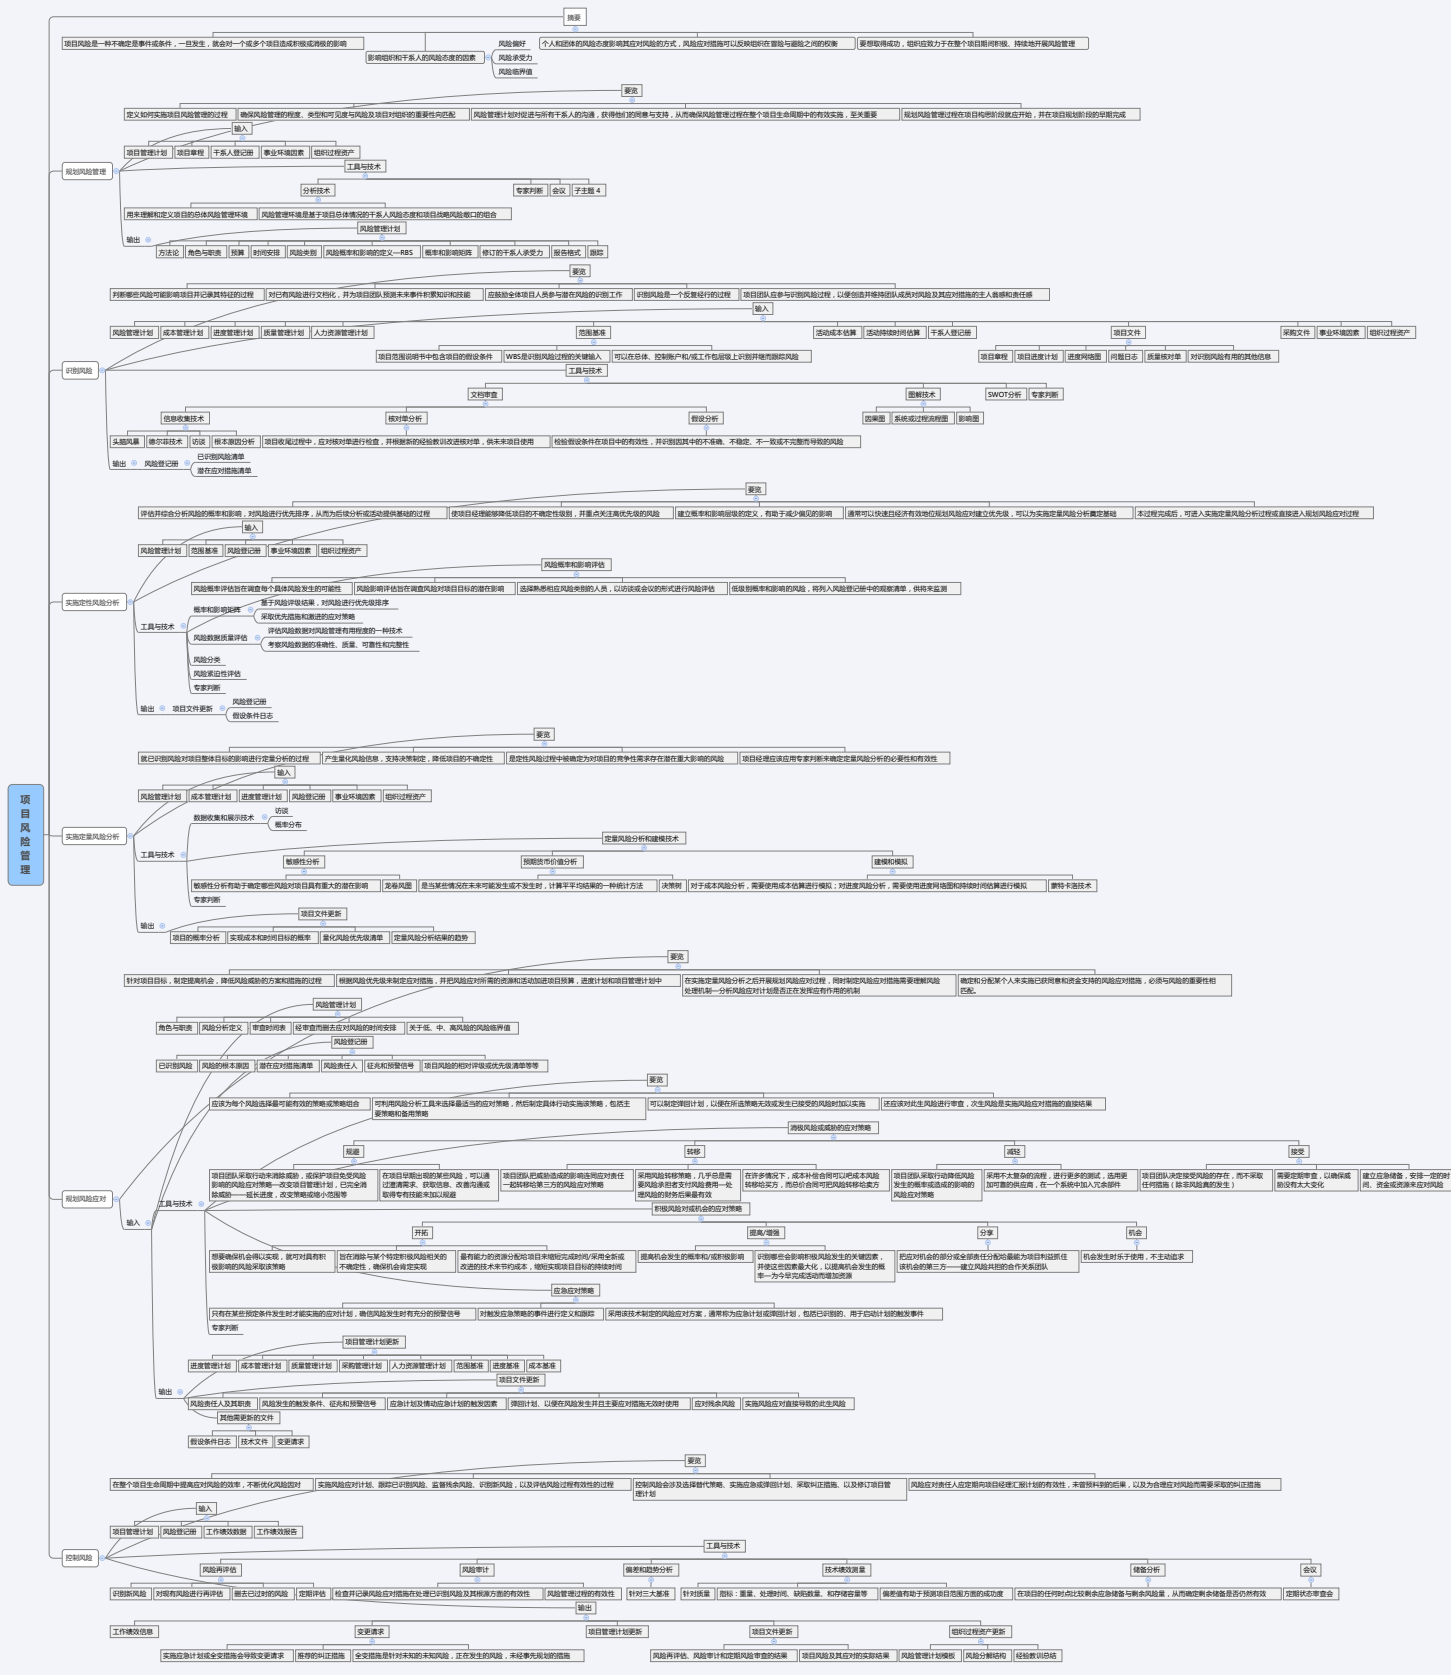 摘要
项目风险是一种不确定是事件或条件，一旦发生，就会对一个或多个项目造成积极或消极的影响
影响组织和干系人的风险态度的因素
风险偏好
风险承受力
风险临界值
个人和团体的风险态度影响其应对风险的方式，风险应对措施可以反映组织在冒险与避险之间的权衡
要想取得成功，组织应致力于在整个项目期间积极、持续地开展风险管理
项目风险管理
规划风险管理
要览
定义如何实施项目风险管理的过程
确保风险管理的程度、类型和可见度与风险及项目对组织的重要性向匹配
风险管理计划对促进与所有干系人的沟通，获得他们的同意与支持，从而确保风险管理过程在整个项目生命周期中的有效实施，至关重要
规划风险管理过程在项目构思阶段就应开始，并在项目规划阶段的早期完成
输入
项目管理计划
项目章程
干系人登记册
事业环境因素
组织过程资产
工具与技术
分析技术
专家判断
会议
子主题 4
用来理解和定义项目的总体风险管理环境
风险管理环境是基于项目总体情况的干系人风险态度和项目战略风险敞口的组合
输出
风险管理计划
方法论
角色与职责
预算
时间安排
风险类别
风险概率和影响的定义—RBS
概率和影响矩阵
修订的干系人承受力
报告格式
跟踪
识别风险
要览
判断哪些风险可能影响项目并记录其特征的过程
对已有风险进行文档化，并为项目团队预测未来事件积累知识和技能
应鼓励全体项目人员参与潜在风险的识别工作
识别风险是一个反复经行的过程
项目团队应参与识别风险过程，以便创造并维持团队成员对风险及其应对措施的主人翁感和责任感
输入
风险管理计划
成本管理计划
进度管理计划
质量管理计划
人力资源管理计划
范围基准
活动成本估算
活动持续时间估算
干系人登记册
项目文件
采购文件
事业环境因素
组织过程资产
项目范围说明书中包含项目的假设条件
WBS是识别风险过程的关键输入
可以在总体、控制账户和/或工作包层级上识别并继而跟踪风险
项目章程
项目进度计划
进度网络图
问题日志
质量核对单
对识别风险有用的其他信息
工具与技术
文档审查
图解技术
SWOT分析
专家判断
信息收集技术
核对单分析
假设分析
因果图
系统或过程流程图
影响图
头脑风暴
德尔菲技术
访谈
根本原因分析
项目收尾过程中，应对核对单进行检查，并根据新的经验教训改进核对单，供未来项目使用
检验假设条件在项目中的有效性，并识别因其中的不准确、不稳定、不一致或不完整而导致的风险
输出
风险登记册
已识别风险清单
潜在应对措施清单
实施定性风险分析
要览
评估并综合分析风险的概率和影响，对风险进行优先排序，从而为后续分析或活动提供基础的过程
使项目经理能够降低项目的不确定性级别，并重点关注高优先级的风险
建立概率和影响层级的定义，有助于减少偏见的影响
通常可以快速且经济有效地位规划风险应对建立优先级，可以为实施定量风险分析奠定基础
本过程完成后，可进入实施定量风险分析过程或直接进入规划风险应对过程
输入
风险管理计划
范围基准
风险登记册
事业环境因素
组织过程资产
工具与技术
风险概率和影响评估
风险概率评估旨在调查每个具体风险发生的可能性
风险影响评估旨在调查风险对项目目标的潜在影响
选择熟悉相应风险类别的人员，以访谈或会议的形式进行风险评估
低级别概率和影响的风险，将列入风险登记册中的观察清单，供将来监测
概率和影响矩阵
基于风险评级结果，对风险进行优先级排序
采取优先措施和激进的应对策略
风险数据质量评估
评估风险数据对风险管理有用程度的一种技术
考察风险数据的准确性、质量、可靠性和完整性
风险分类
风险紧迫性评估
专家判断
输出
项目文件更新
风险登记册
假设条件日志
实施定量风险分析
要览
就已识别风险对项目整体目标的影响进行定量分析的过程
产生量化风险信息，支持决策制定，降低项目的不确定性
是定性风险过程中被确定为对项目的竞争性需求存在潜在重大影响的风险
项目经理应该应用专家判断来确定定量风险分析的必要性和有效性
输入
风险管理计划
成本管理计划
进度管理计划
风险登记册
事业环境因素
组织过程资产
工具与技术
数据收集和展示技术
访谈
概率分布
定量风险分析和建模技术
敏感性分析
预期货币价值分析
建模和模拟
敏感性分析有助于确定哪些风险对项目具有重大的潜在影响
龙卷风图
是当某些情况在未来可能发生或不发生时，计算平平均结果的一种统计方法
决策树
对于成本风险分析，需要使用成本估算进行模拟；对进度风险分析，需要使用进度网络图和持续时间估算进行模拟
蒙特卡洛技术
专家判断
输出
项目文件更新
项目的概率分析
实现成本和时间目标的概率
量化风险优先级清单
定量风险分析结果的趋势
规划风险应对
要览
针对项目目标，制定提高机会，降低风险威胁的方案和措施的过程
根据风险优先级来制定应对措施，并把风险应对所需的资源和活动加进项目预算，进度计划和项目管理计划中
在实施定量风险分析之后开展规划风险应对过程，同时制定风险应对措施需要理解风险
处理机制—分析风险应对计划是否正在发挥应有作用的机制
确定和分配某个人来实施已获同意和资金支持的风险应对措施，必须与风险的重要性相
匹配。
输入
风险管理计划
角色与职责
风险分析定义
审查时间表
经审查而删去应对风险的时间安排
关于低、中、高风险的风险临界值
风险登记册
已识别风险
风险的根本原因
潜在应对措施清单
风险责任人
征兆和预警信号
项目风险的相对评级或优先级清单等等
工具与技术
要览
应该为每个风险选择最可能有效的策略或策略组合
可利用风险分析工具来选择最适当的应对策略，然后制定具体行动实施该策略，包括主
要策略和备用策略
可以制定弹回计划，以便在所选策略无效或发生已接受的风险时加以实施
还应该对此生风险进行审查，次生风险是实施风险应对措施的直接结果
消极风险或威胁的应对策略
规避
转移
减轻
接受
项目团队采取行动来消除威胁，或保护项目免受风险
影响的风险应对策略—改变项目管理计划，已完全消
除威胁——延长进度，改变策略或缩小范围等
在项目早期出现的某些风险，可以通
过澄清需求、获取信息、改善沟通或
取得专有技能来加以规避
项目团队把威胁造成的影响连同应对责任
一起转移给第三方的风险应对策略
采用风险转移策略，几乎总是需
要风险承担者支付风险费用—处
理风险的财务后果最有效
在许多情况下，成本补偿合同可以吧成本风险
转移给买方，而总价合同可把风险转移给卖方
项目团队采取行动降低风险
发生的概率或造成的影响的
风险应对策略
采用不太复杂的流程，进行更多的测试，选用更
加可靠的供应商，在一个系统中加入冗余部件
项目团队决定接受风险的存在，而不采取
任何措施（除非风险真的发生）
需要定期审查，以确保威
胁没有太大变化
建立应急储备，安排一定的时
间、资金或资源来应对风险
积极风险对或机会的应对策略
开拓
提高/增强
分享
机会
想要确保机会得以实现，就可对具有积
极影响的风险采取该策略
旨在消除与某个特定积极风险相关的
不确定性，确保机会肯定实现
最有能力的资源分配给项目来缩短完成时间/采用全新或
改进的技术来节约成本，缩短实现项目目标的持续时间
提高机会发生的概率和/或积极影响
识别哪些会影响积极风险发生的关键因素，
并使这些因素最大化，以提高机会发生的概
率—为今早完成活动而增加资源
把应对机会的部分或全部责任分配给最能为项目利益抓住
该机会的第三方——建立风险共担的合作关系团队
机会发生时乐于使用，不主动追求
应急应对策略
只有在某些预定条件发生时才能实施的应对计划，确信风险发生时有充分的预警信号
对触发应急策略的事件进行定义和跟踪
采用该技术制定的风险应对方案，通常称为应急计划或弹回计划，包括已识别的、用于启动计划的触发事件
专家判断
输出
项目管理计划更新
进度管理计划
成本管理计划
质量管理计划
采购管理计划
人力资源管理计划
范围基准
进度基准
成本基准
项目文件更新
风险责任人及其职责
风险发生的触发条件、征兆和预警信号
应急计划及情动应急计划的触发因素
弹回计划、以便在风险发生并且主要应对措施无效时使用
应对残余风险
实施风险应对直接导致的此生风险
其他需更新的文件
假设条件日志
技术文件
变更请求
控制风险
要览
在整个项目生命周期中提高应对风险的效率，不断优化风险因对
实施风险应对计划、跟踪已识别风险、监督残余风险、识别新风险，以及评估风险过程有效性的过程
控制风险会涉及选择替代策略、实施应急或弹回计划、采取纠正措施、以及修订项目管
理计划
风险应对责任人应定期向项目经理汇报计划的有效性，未曾预料到的后果，以及为合理应对风险而需要采取的纠正措施
输入
项目管理计划
风险登记册
工作绩效数据
工作绩效报告
工具与技术
风险再评估
风险审计
偏差和趋势分析
技术绩效测量
储备分析
会议
识别新风险
对现有风险进行再评估
删去已过时的风险
定期评估
检查并记录风险应对措施在处理已识别风险及其根源方面的有效性
风险管理过程的有效性
针对三大基准
针对质量
指标：重量、处理时间、缺陷数量、和存储容量等
偏差值有助于预测项目范围方面的成功度
在项目的任何时点比较剩余应急储备与剩余风险量，从而确定剩余储备是否仍然有效
定期状态审查会
输出
工作绩效信息
变更请求
项目管理计划更新
项目文件更新
组织过程资产更新
实施应急计划或全变措施会导致变更请求
推荐的纠正措施
全变措施是针对未知的未知风险，正在发生的风险，未经事先规划的措施
风险再评估、风险审计和定期风险审查的结果
项目风险及其应对的实际结果
风险管理计划模板
风险分解结构
经验教训总结